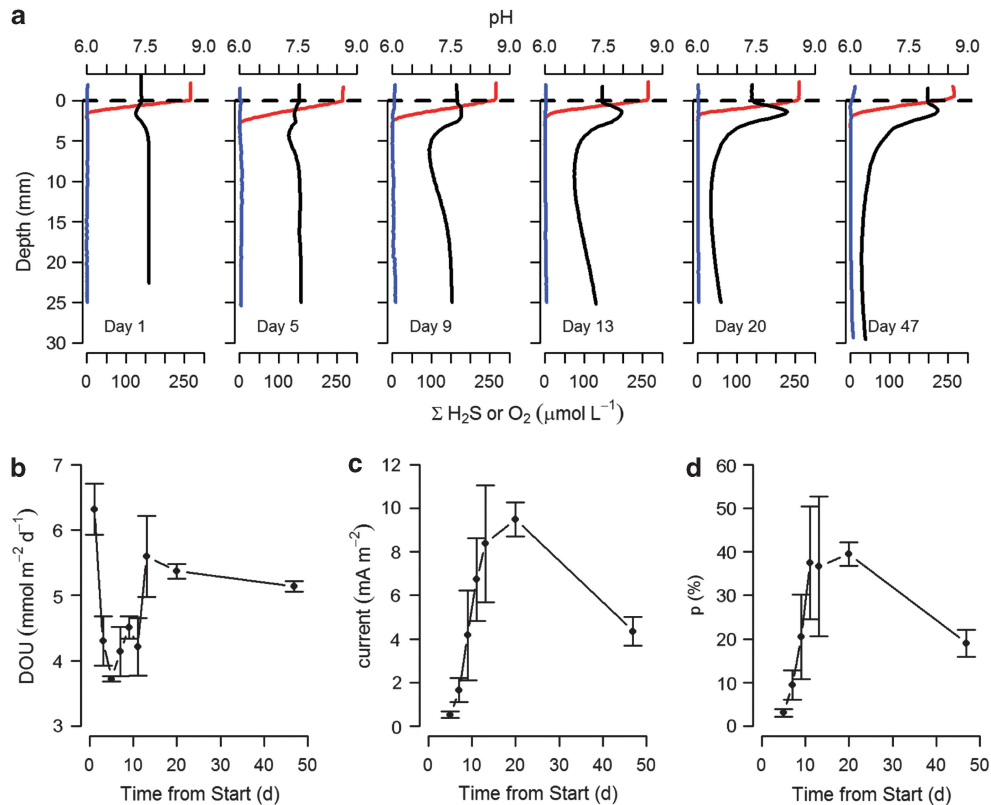 a
pH
6.0 7.5 9.0 6.0 7.5 9.0 6.0 7.5 9.0 6.0 7.5 9.0 6.0 7.5 9.0 6.0 7.5 9.0
Depth (mm)
0
5
10
15
20
25
30
Day 1 Day 5 Day 9 Day 13 Day 20 Day 47
0 100 250 0 100 250 0 100 250 0 100 250 0 100 250 0 100 250
Σ H₂S or O₂ (μmol L⁻¹)
b
DOU (mmol m⁻² d⁻¹)
7
6
5
4
3
0 10 20 30 40 50
Time from Start (d)
c
current (mA m⁻²)
12
10
8
6
4
2
0
0 10 20 30 40 50
Time from Start (d)
d
p (%)
60
50
40
30
20
10
0
0 10 20 30 40 50
Time from Start (d)